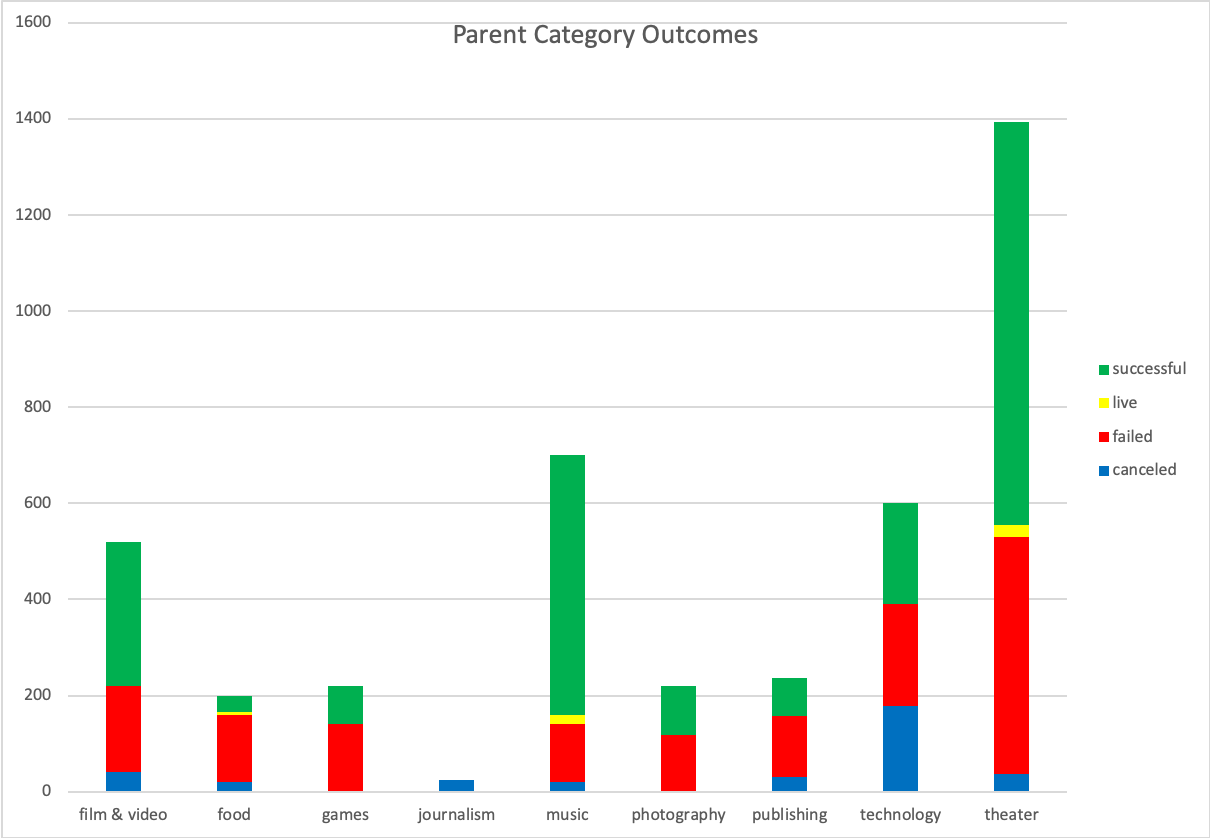 Parent Category Outcomes
1600
1400
1200
1000
800
600
400
200
0
film & video food games journalism music photography publishing technology theater
successful
live
failed
canceled